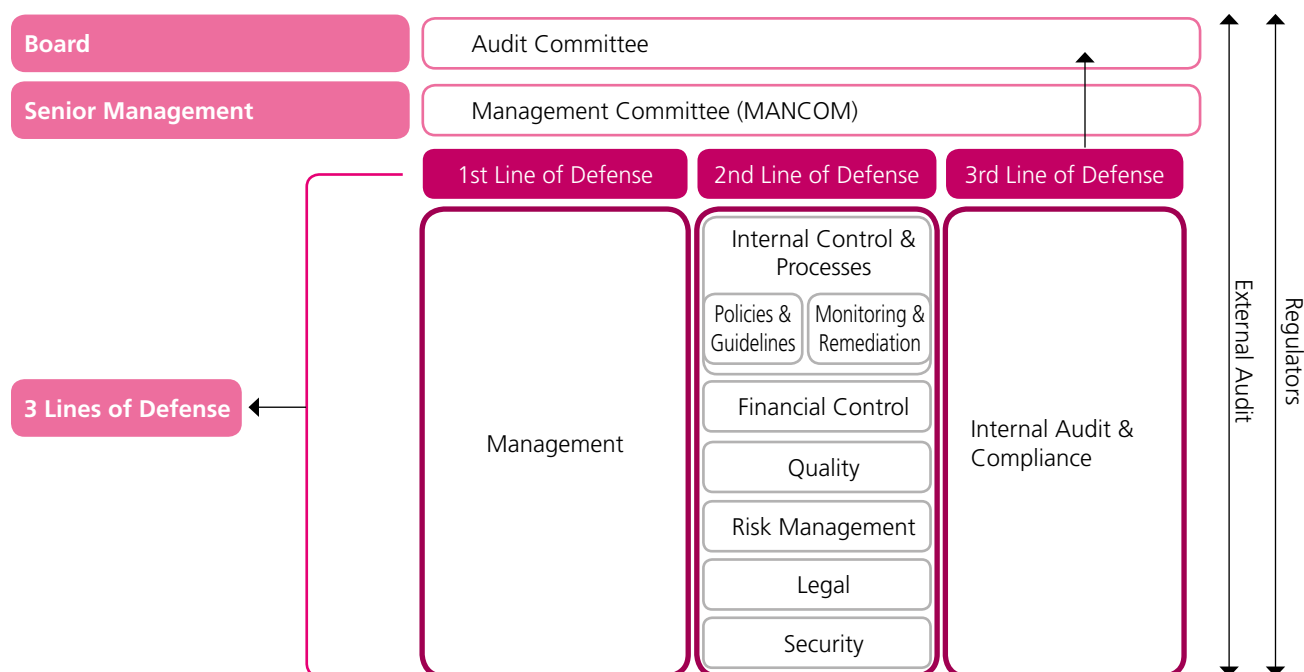 Board
Audit Committee
Senior Management
Management Committee (MANCOM)
1st Line of Defense
2nd Line of Defense
3rd Line of Defense
3 Lines of Defense
Management
Internal Control &
Processes
Policies &
Guidelines
Monitoring &
Remediation
Financial Control
Quality
Risk Management
Legal
Security
Internal Audit &
Compliance
External Audit
Regulators